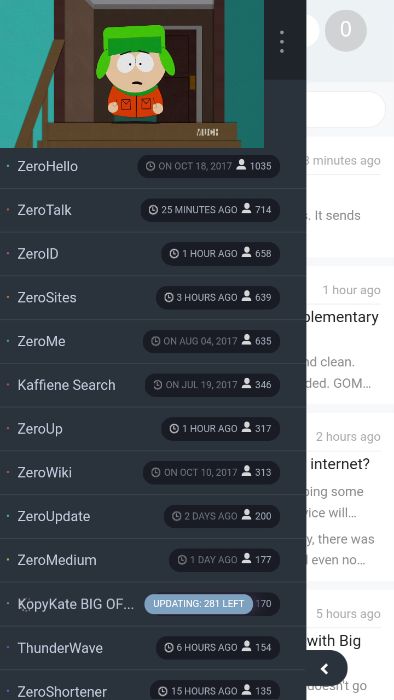 0
MUCH
ZeroHello ON OCT 18, 2017 1035
3 minutes ago
ZeroTalk 25 MINUTES AGO 714
. It sends
ZeroID 1 HOUR AGO 658
1 hour ago
ZeroSites 3 HOURS AGO 639
plementary
ZeroMe ON AUG 04, 2017 635
nd clean.
Kaffiene Search ON JUL 19, 2017 346
ded. GOM...
ZeroUp 1 HOUR AGO 317
2 hours ago
internet?
ZeroWiki ON OCT 10, 2017 313
ping some
ZeroUpdate 2 DAYS AGO 200
vice will...
y, there was
ZeroMedium 1 DAY AGO 177
l even no...
KopyKate BIG OF... UPDATING: 281 LEFT 170
5 hours ago
ThunderWave 6 HOURS AGO 154
with Big
ZeroShortener 15 HOURS AGO 135
doesn't go